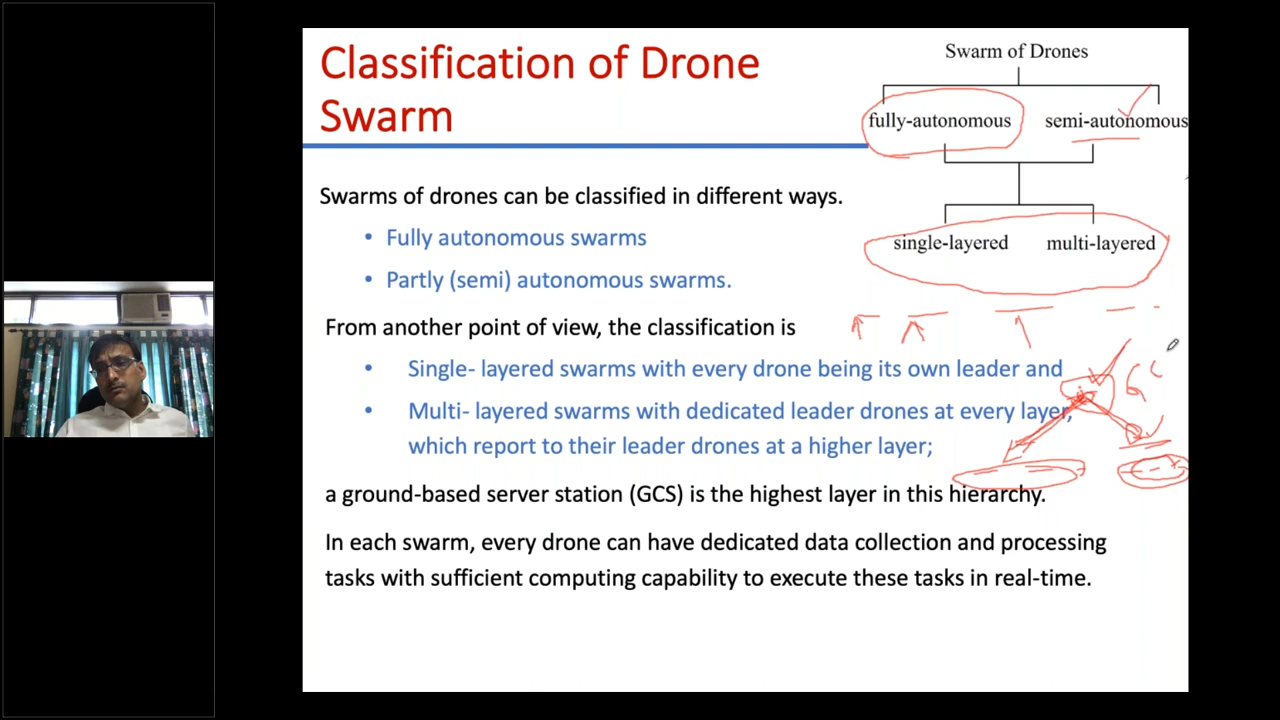 Classification of Drone
Swarm
Swarm of Drones
fully-autonomous semi-autonomous
single-layered multi-layered
Swarms of drones can be classified in different ways.
• Fully autonomous swarms
• Partly (semi) autonomous swarms.
From another point of view, the classification is
• Single- layered swarms with every drone being its own leader and
• Multi- layered swarms with dedicated leader drones at every layer,
which report to their leader drones at a higher layer;
a ground-based server station (GCS) is the highest layer in this hierarchy.
In each swarm, every drone can have dedicated data collection and processing
tasks with sufficient computing capability to execute these tasks in real-time.